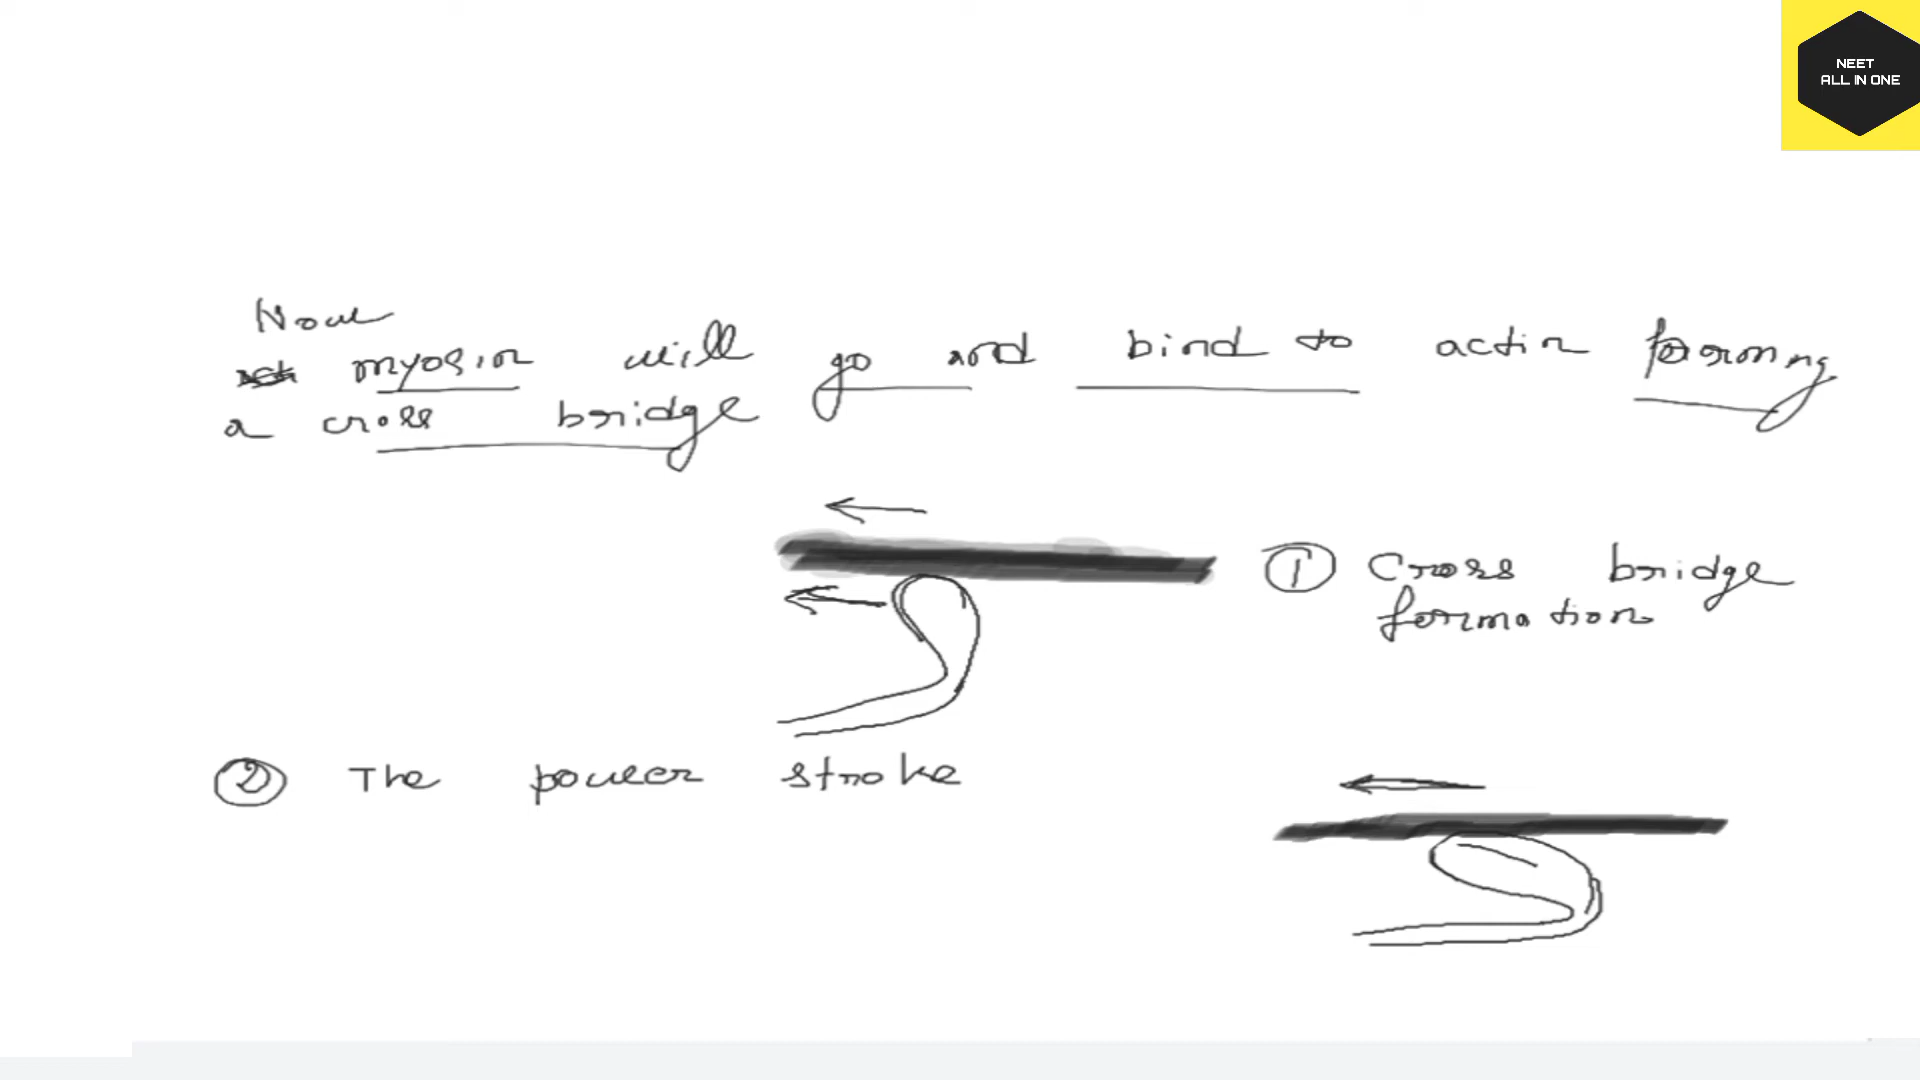 NEET
ALL IN ONE
Now
myosin will go and bind to actin forming
a cross bridge
① Cross bridge
formation
② The power stroke